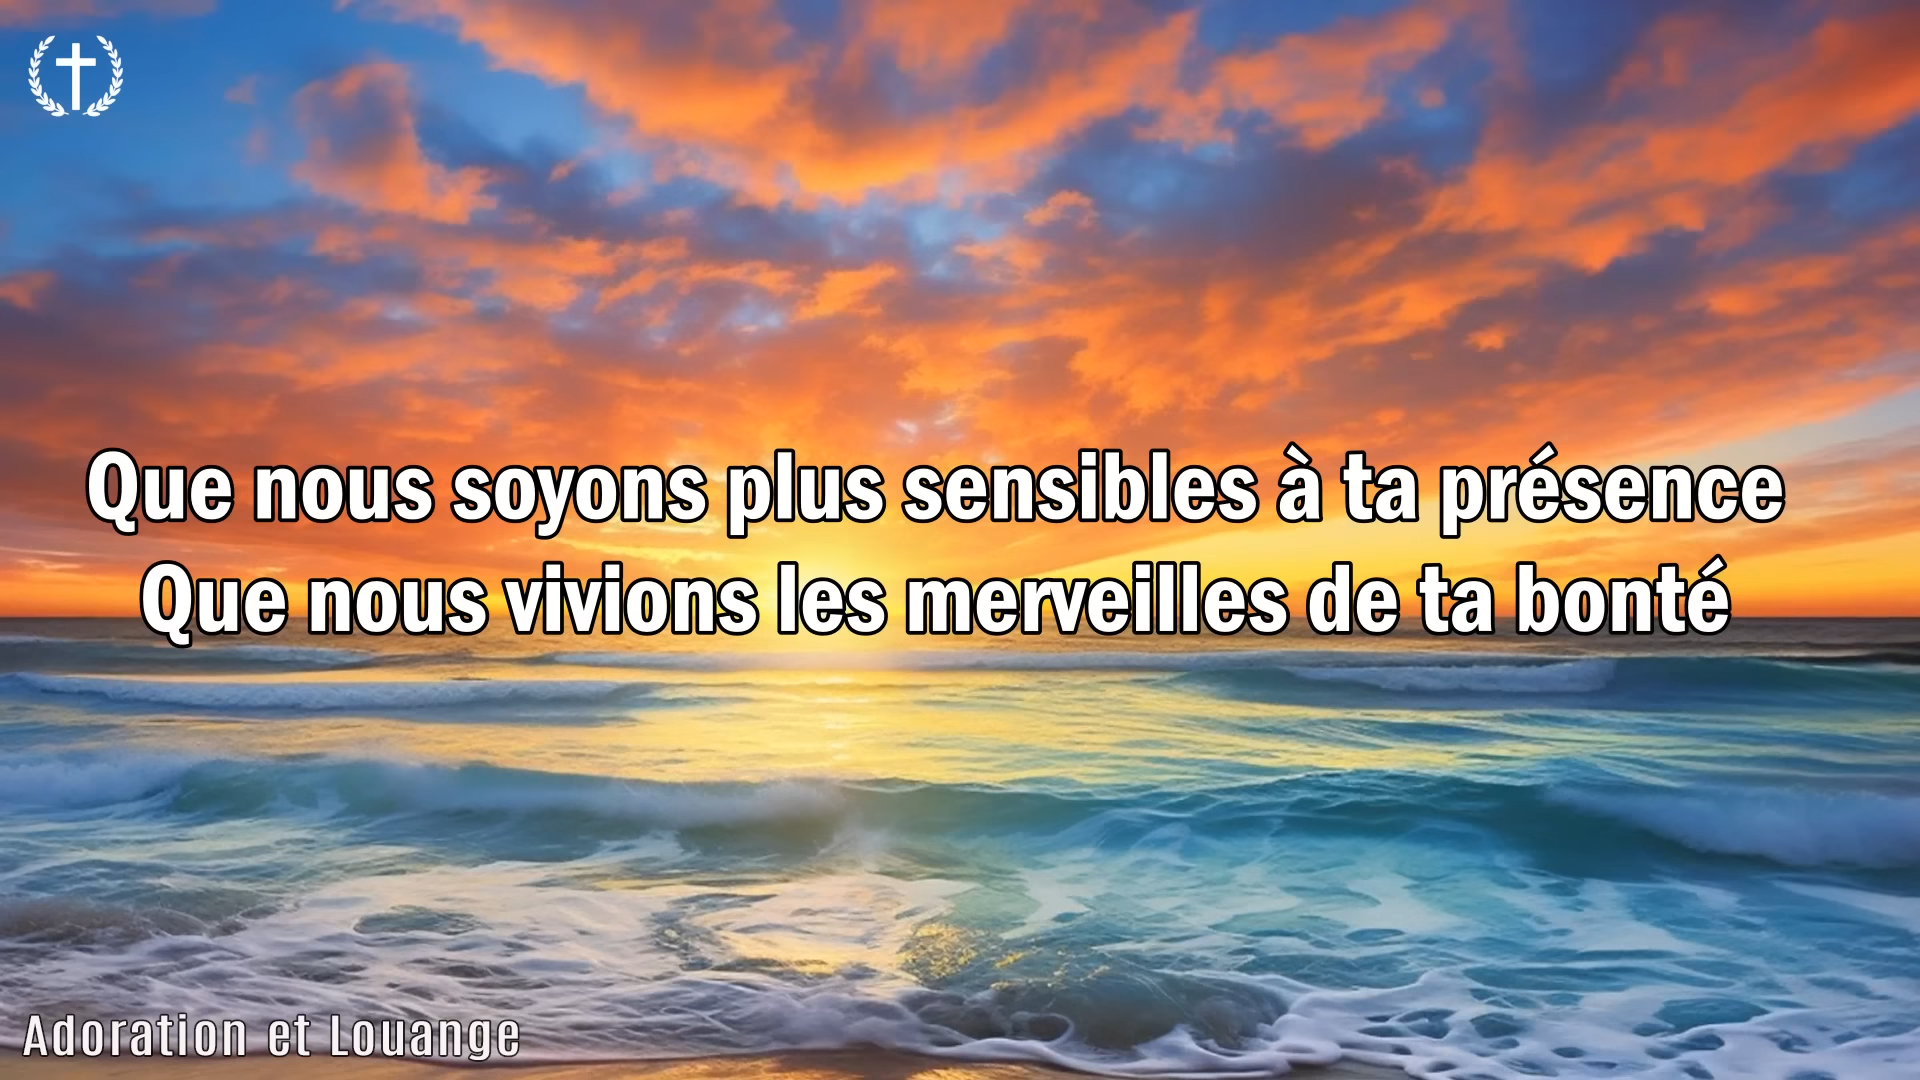 Que nous soyons plus sensibles à ta présence
Que nous vivions les merveilles de ta bonté
Adoration et Louange